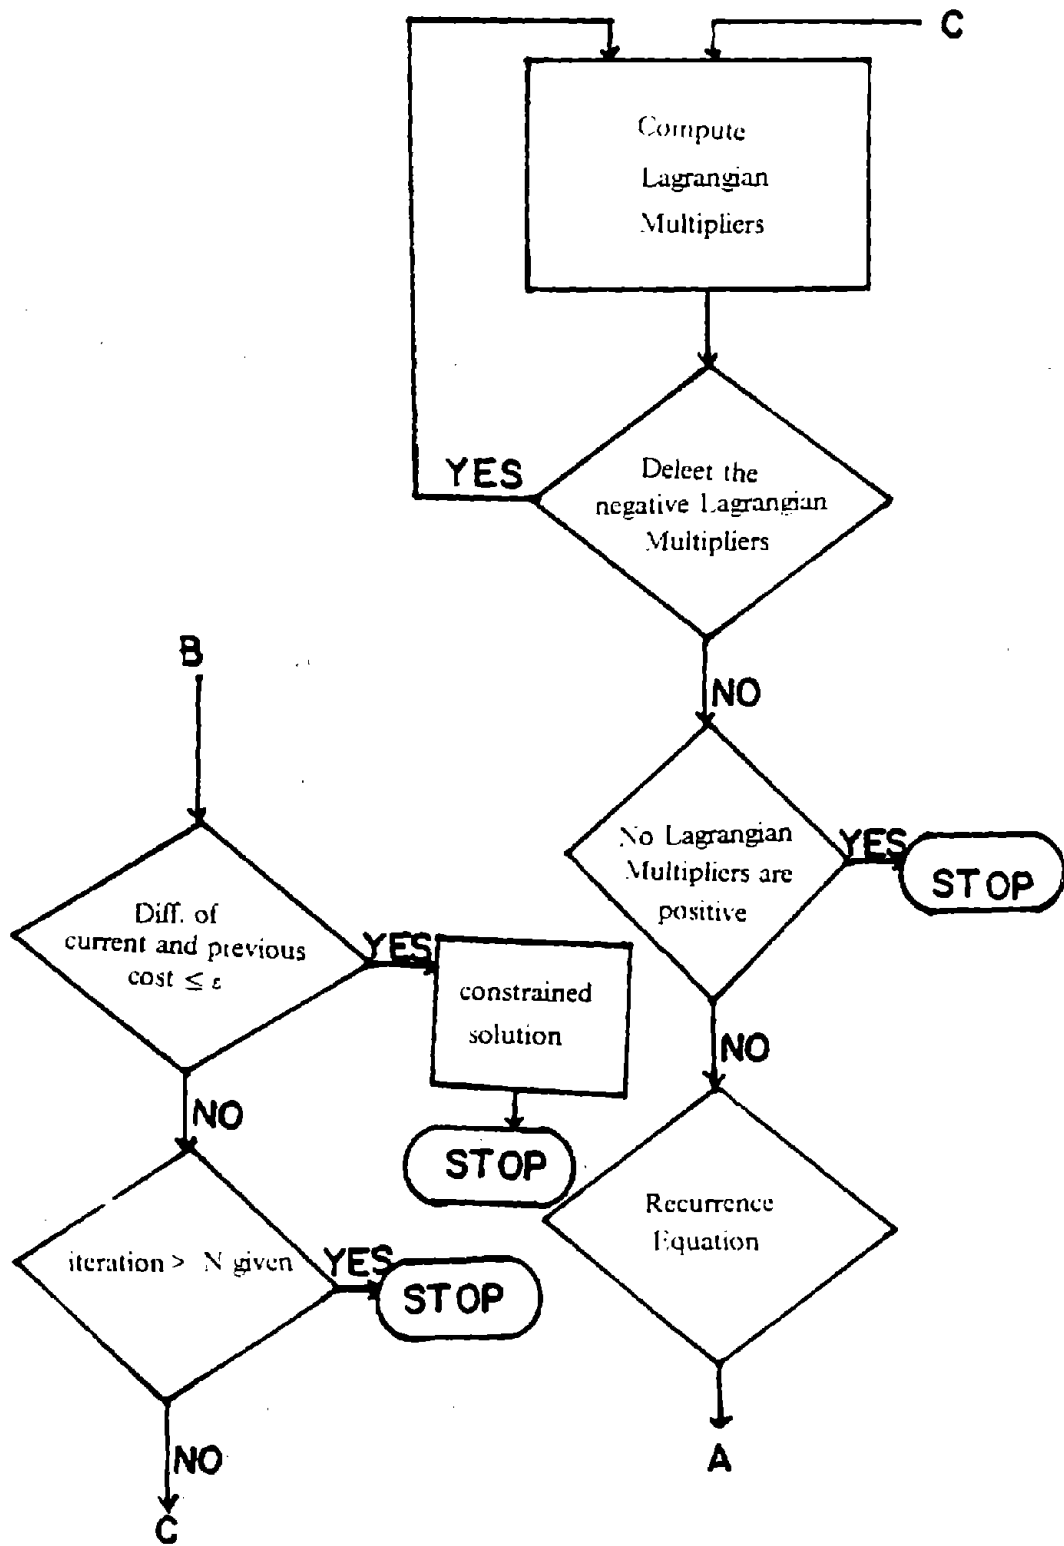 C
Compute
Lagrangian
Multipliers
YES
Deleet the
negative Lagrangian
Multipliers
NO
No Lagrangian
Multipliers are
positive
YES
STOP
NO
Recurrence
Equation
A
B
Diff. of
current and previous
cost ≤ ε
YES
constrained
solution
STOP
NO
iteration > N given
YES
STOP
NO
C